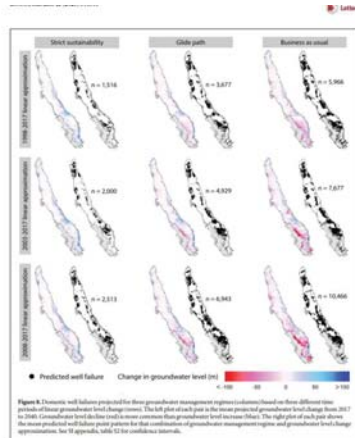 Letters
Strict sustainability
Glide path
Business as usual
1998-2017 linear approximation
n = 1,516
n = 3,677
n = 5,966
2003-2017 linear approximation
n = 2,000
n = 4,929
n = 7,677
2008-2017 linear approximation
n = 2,513
n = 6,943
n = 10,466
Predicted well failure
Change in groundwater level (m)
< -100
0
>100
Figure 8. Domestic well failures projected for three groundwater management regimes (columns) based on three different time
periods of linear groundwater level change (rows). The left plot of each pair is the mean projected groundwater level change from 2017
to 2040. Groundwater level decline (red) is more common than groundwater level increase (blue). The right plot of each pair shows
the mean predicted well failure point pattern for that combination of groundwater management regime and groundwater level change
approximation. See SI appendix, table S2 for confidence intervals.